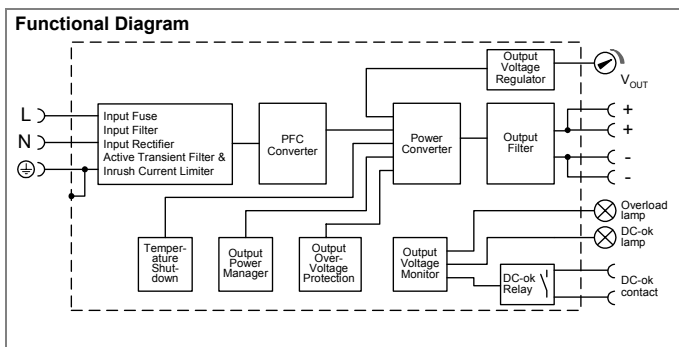 Functional Diagram
Output
Voltage
Regulator
VOUT
L
N
Input Fuse
Input Filter
Input Rectifier
Active Transient Filter &
Inrush Current Limiter
PFC
Converter
Power
Converter
Output
Filter
+
+
-
-
Temper-
ature
Shut-
down
Output
Power
Manager
Output
Over-
Voltage
Protection
Output
Voltage
Monitor
Overload
lamp
DC-ok
lamp
DC-ok
Relay
DC-ok
contact